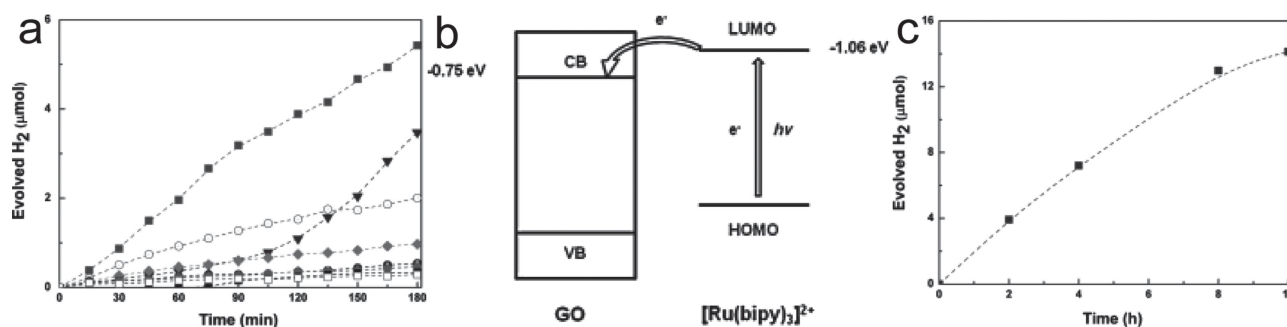 a
Evolved H₂ (μmol)
6
4
2
0
0 30 60 90 120 150 180
Time (min)
b
-0.75 eV
CB
VB
GO
e⁻
LUMO
-1.06 eV
e⁻ hν
HOMO
[Ru(bipy)₃]²⁺
c
Evolved H₂ (μmol)
16
12
8
4
0
0 2 4 6 8
Time (h)